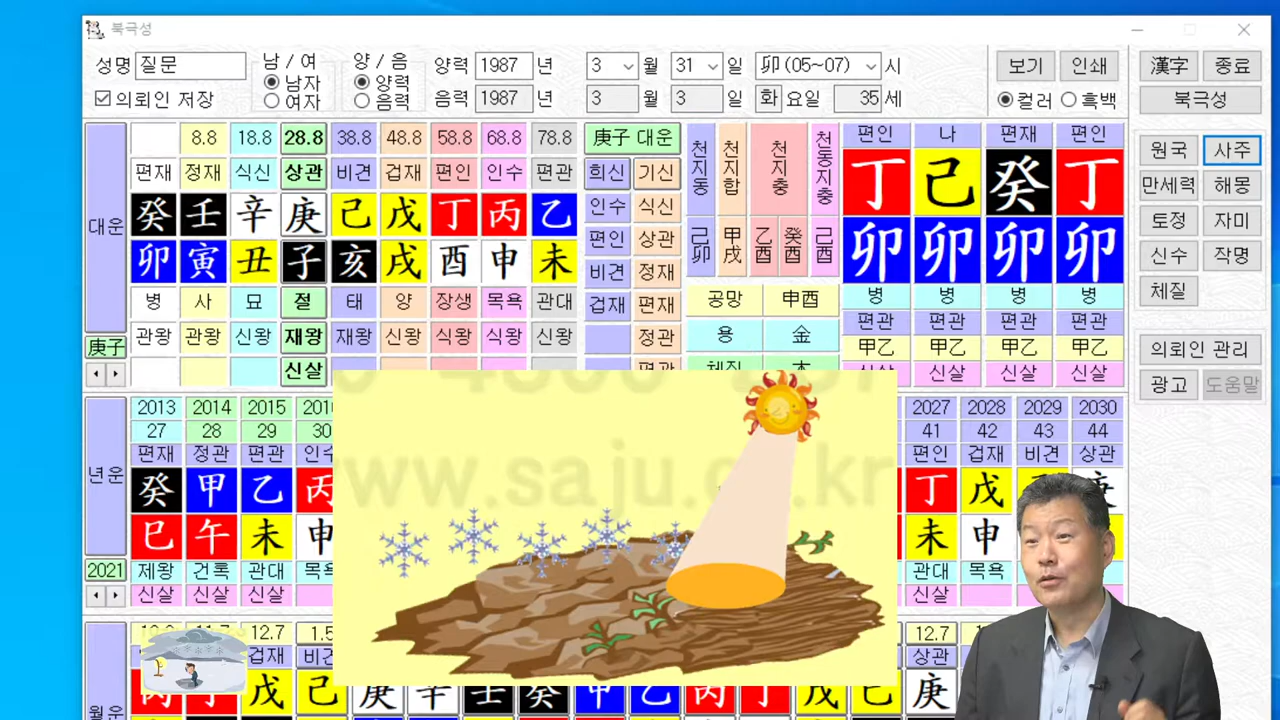 북극성
성명 질문 남 / 여 양 / 음 양력 1987 년 3 월 31 일 卯(05~07) 시 보기 인쇄 漢字 종료
의뢰인 저장 남자 여자 양력 음력 음력 1987 년 3 월 3 일 화 요일 35 세 컬러 흑백 북극성
8.8 18.8 28.8 38.8 48.8 58.8 68.8 78.8 庚子 대운 천지동 천지합 천지충 천동지충 편인 나 편재 편인 원국 사주
편재 정재 식신 상관 비견 겁재 편인 인수 편관 희신 기신 丁 己 癸 丁 만세력 해몽
대운 癸 壬 辛 庚 己 戊 丁 丙 乙 인수 식신 토정 자미
卯 寅 丑 子 亥 戌 酉 申 未 편인 상관 己卯 甲戌 乙酉 癸酉 己酉 卯 卯 卯 卯 신수 작명
비견 정재 체질
병 사 묘 절 태 양 장생 목욕 관대 겁재 편재 공망 申酉 병 병 병 병
庚子 관왕 관왕 신왕 재왕 재왕 신왕 식왕 식왕 신왕 정관 용 金 편관 편관 편관 편관
甲乙 甲乙 甲乙 甲乙 의뢰인 관리
신살 신살 신살 광고 도움말
2013 2014 2015 2027 2028 2029 2030
27 28 29 30 41 42 43 44
편재 정관 편관 인수 편인 겁재 비견 상관
년운 癸 甲 乙 丙 丁 戊 庚
巳 午 未 申 未 申
2021 제왕 건록 관대 목욕 관대 목욕
신살 신살 신살 신살
www.saju.co.kr
12.7 1.5 12.7
겁재 비견 상관
월운 丙 丁 戊 己 庚 辛 壬 癸 甲 乙 丙 丁 戊 己 庚